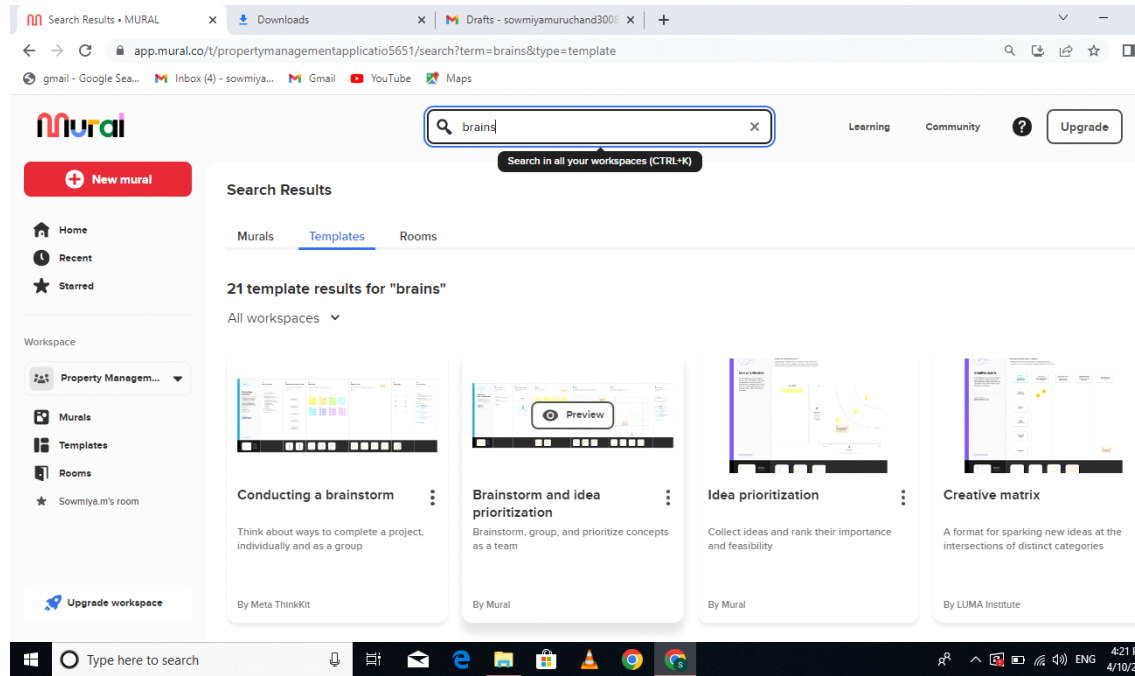 Search Results • MURAL
Downloads
Drafts - sowmiyamuruchand3008
app.mural.co/t/propertymanagementapplicatio5651/search?term=brains&type=template
gmail - Google Sea...
Inbox (4) - sowmiya...
Gmail
YouTube
Maps
Mural
brains
Learning
Community
?
Upgrade
Search in all your workspaces (CTRL+K)
New mural
Search Results
Home
Murals Templates Rooms
Recent
Starred
21 template results for "brains"
All workspaces
Workspace
Property Managem...
Murals
Templates
Rooms
Sowmiya.m's room
Preview
Conducting a brainstorm
Think about ways to complete a project,
individually and as a group
By Meta ThinkKit
Brainstorm and idea
prioritization
Brainstorm, group, and prioritize concepts
as a team
By Mural
Idea prioritization
Collect ideas and rank their importance
and feasibility
By Mural
Creative matrix
A format for sparking new ideas at the
intersections of distinct categories
By LUMA Institute
Upgrade workspace
Type here to search
ENG
4:21
4/10/2